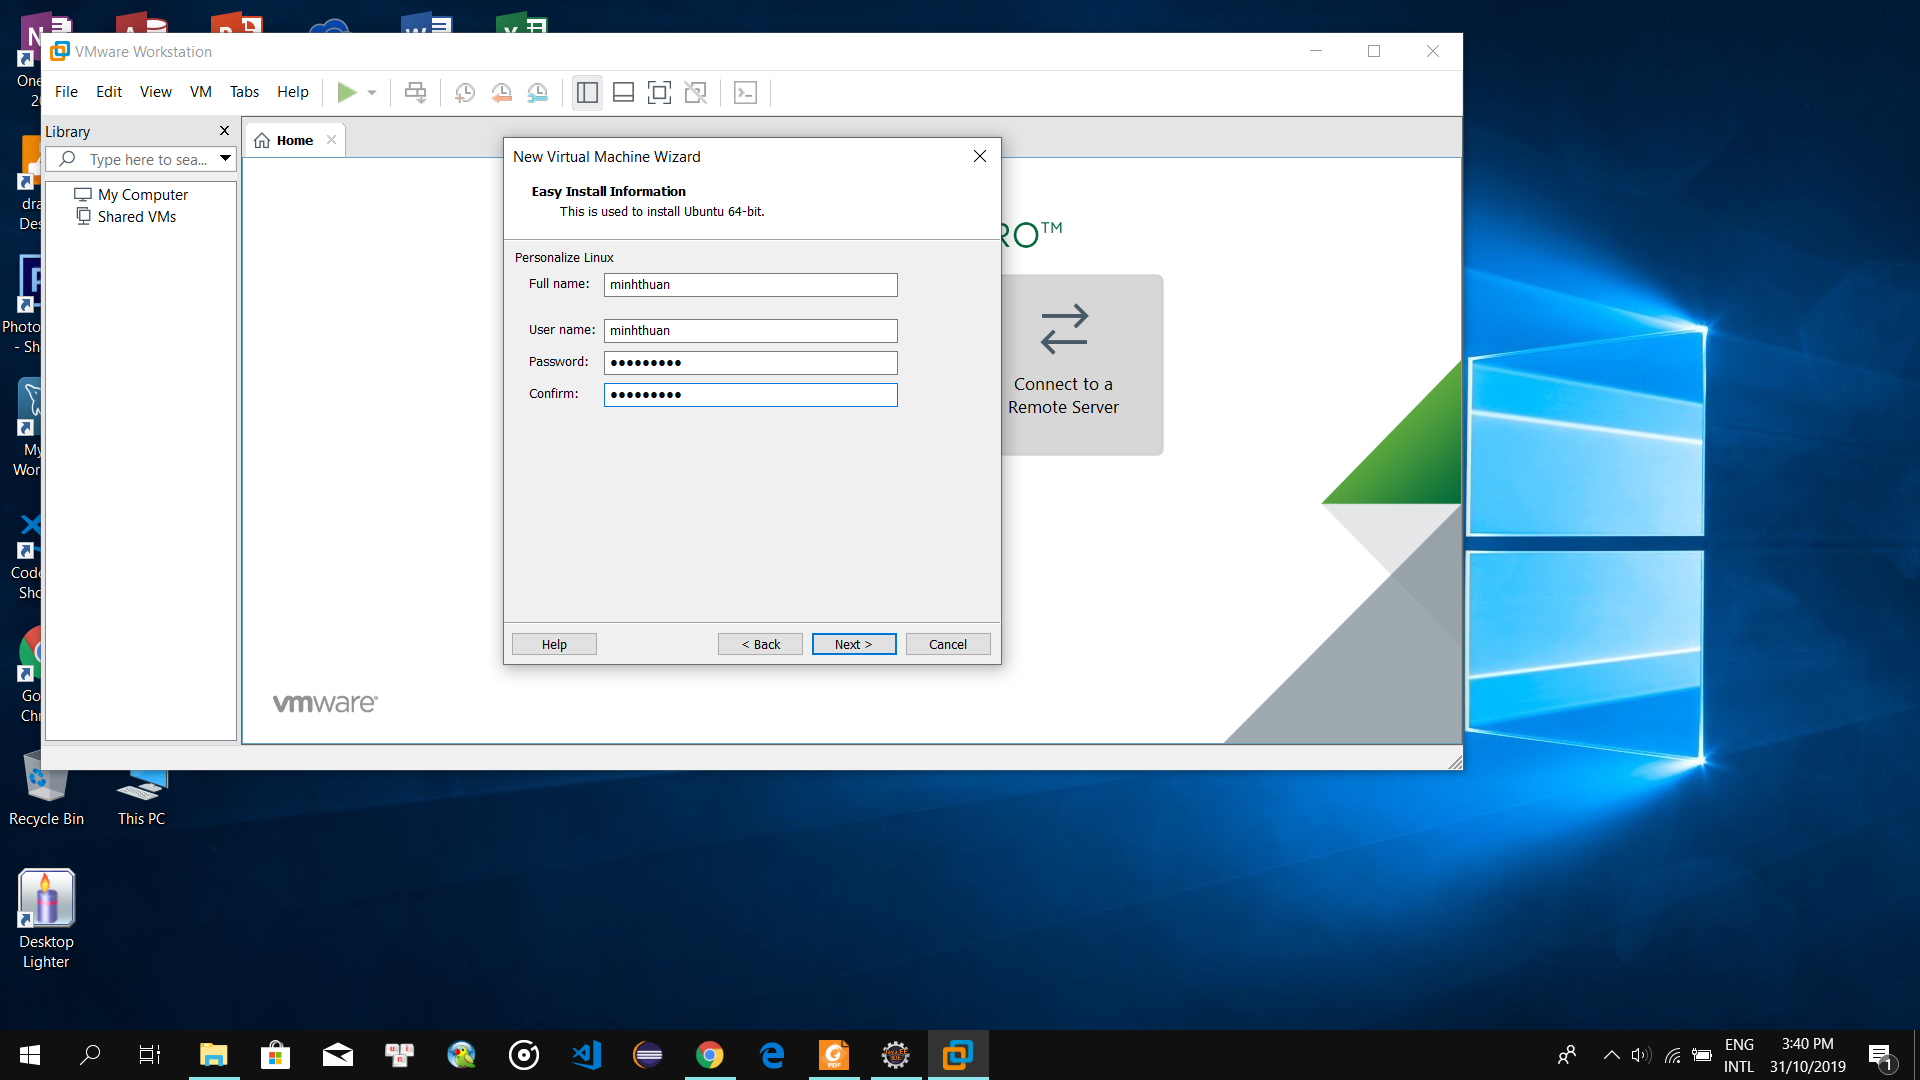 VMware Workstation
File Edit View VM Tabs Help
Library
Type here to sea...
My Computer
Shared VMs
Home
New Virtual Machine Wizard
Easy Install Information
This is used to install Ubuntu 64-bit.
Personalize Linux
Full name: minhthuan
User name: minhthuan
Password: ●●●●●●●●●
Confirm: ●●●●●●●●●
Help < Back Next > Cancel
RO™
Connect to a
Remote Server
vmware®
One
20
dra
Des
Photo
- Sh
My
Wor
Code
Sho
Go
Chr
Recycle Bin
This PC
Desktop
Lighter
PDF
ENG
INTL
3:40 PM
31/10/2019
1